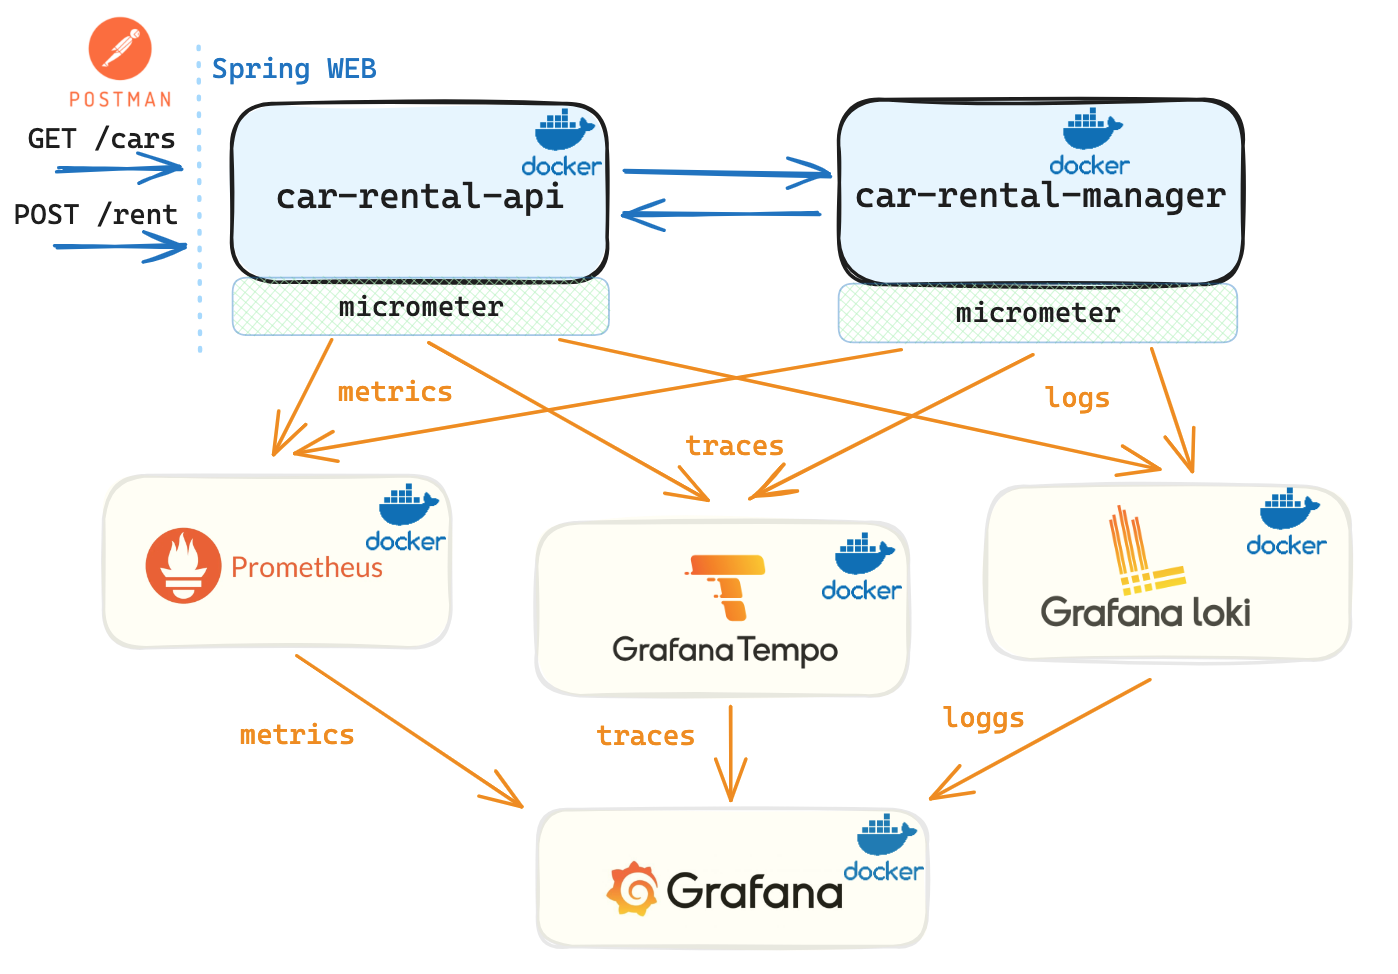 POSTMAN
Spring WEB
GET /cars
POST /rent
docker
car-rental-api
micrometer
docker
car-rental-manager
micrometer
metrics
traces
logs
docker
Prometheus
docker
Grafana Tempo
docker
Grafana loki
metrics
traces
loggs
docker
Grafana